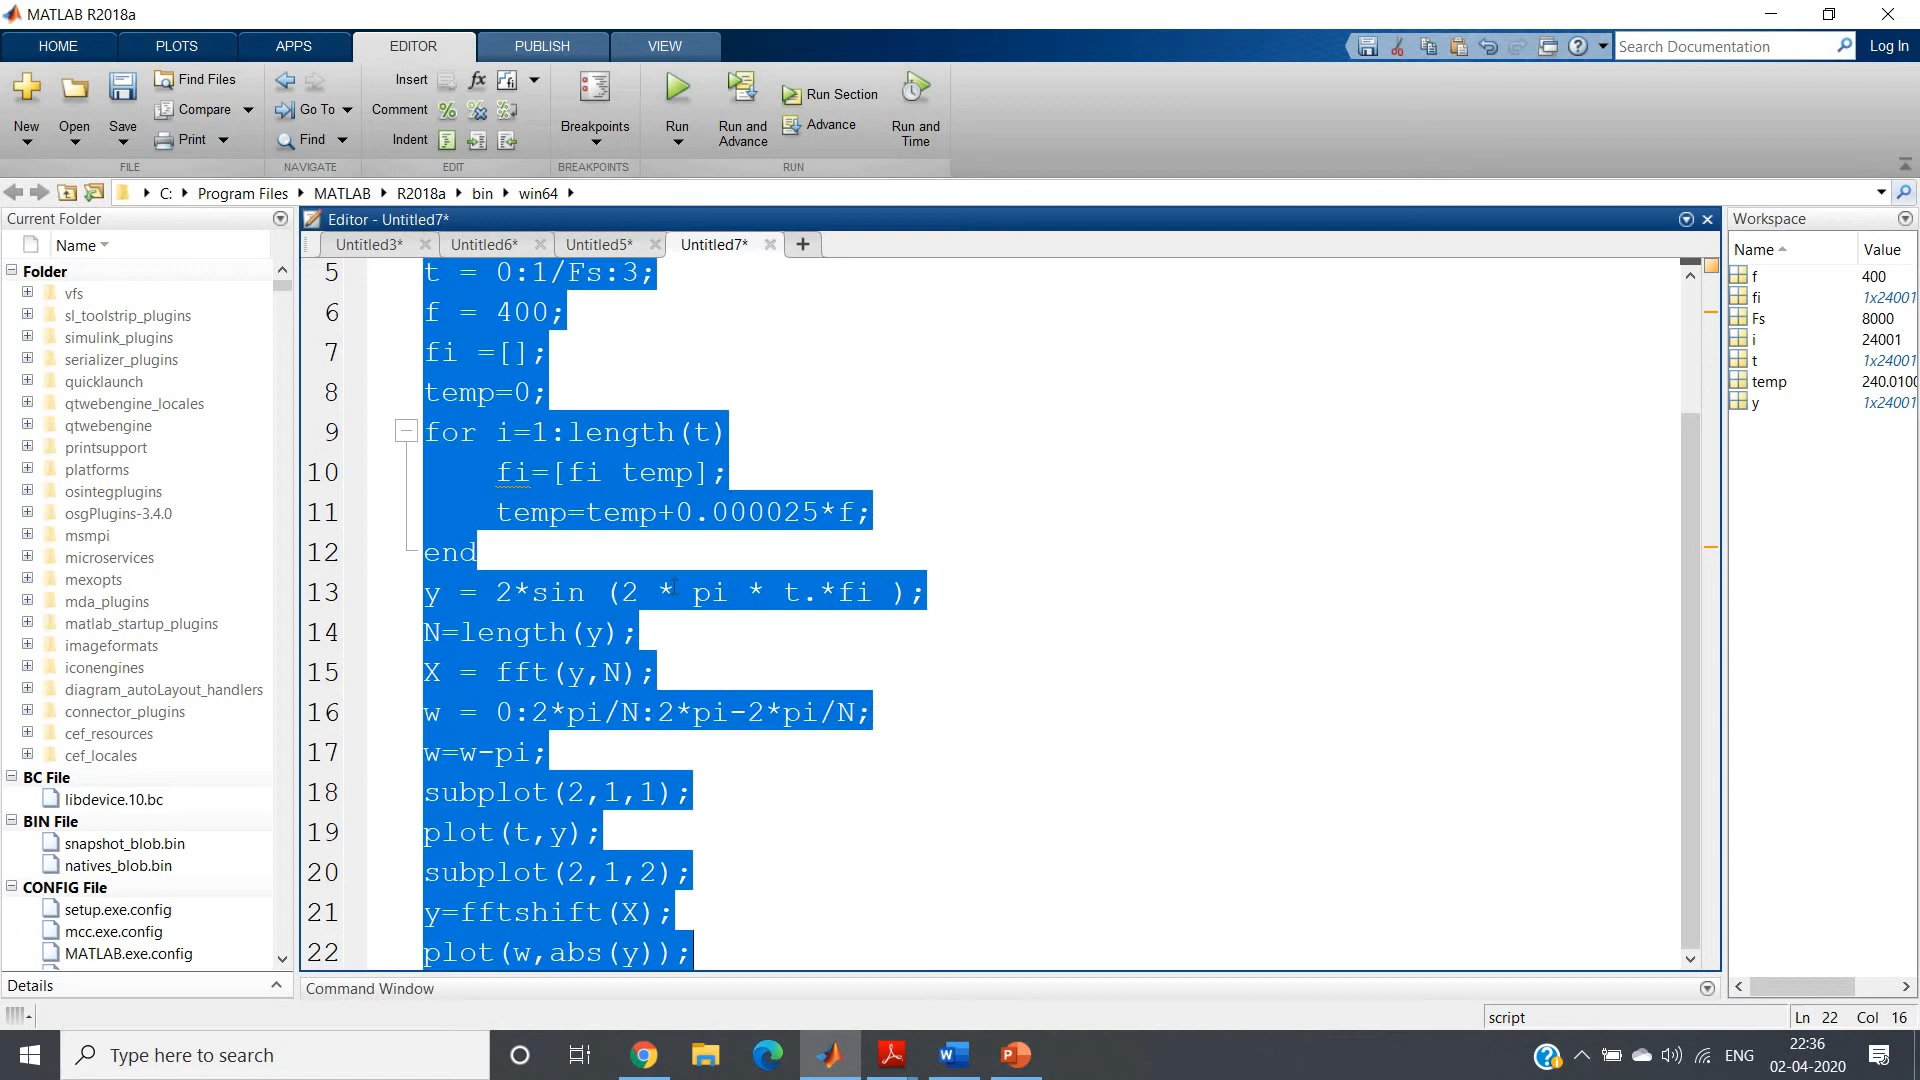 MATLAB R2018a
HOME PLOTS APPS EDITOR PUBLISH VIEW
Search Documentation
Log In
New
Open
Save
Find Files
Compare
Print
FILE
Go To
Find
NAVIGATE
Insert
Comment
Indent
EDIT
Breakpoints
BREAKPOINTS
Run
Run and Advance
Run Section
Advance
Run and Time
RUN
C: Program Files MATLAB R2018a bin win64
Current Folder
Name
Folder
vfs
sl_toolstrip_plugins
simulink_plugins
serializer_plugins
quicklaunch
qtwebengine_locales
qtwebengine
printsupport
platforms
osintegplugins
osgPlugins-3.4.0
msmpi
microservices
mexopts
mda_plugins
matlab_startup_plugins
imageformats
iconengines
diagram_autoLayout_handlers
connector_plugins
cef_resources
cef_locales
BC File
libdevice.10.bc
BIN File
snapshot_blob.bin
natives_blob.bin
CONFIG File
setup.exe.config
mcc.exe.config
MATLAB.exe.config
Details
Editor - Untitled7*
Untitled3* Untitled6* Untitled5* Untitled7*
5 t = 0:1/Fs:3;
6 f = 400;
7 fi =[];
8 temp=0;
9 for i=1:length(t)
10 fi=[fi temp];
11 temp=temp+0.000025*f;
12 end
13 y = 2*sin (2 * pi * t.*fi );
14 N=length(y);
15 X = fft(y,N);
16 w = 0:2*pi/N:2*pi-2*pi/N;
17 w=w-pi;
18 subplot(2,1,1);
19 plot(t,y);
20 subplot(2,1,2);
21 y=fftshift(X);
22 plot(w,abs(y));
Command Window
Workspace
Name Value
f 400
fi 1x24001
Fs 8000
i 24001
t 1x24001
temp 240.0100
y 1x24001
script
Ln 22 Col 16
Type here to search
ENG
22:36
02-04-2020